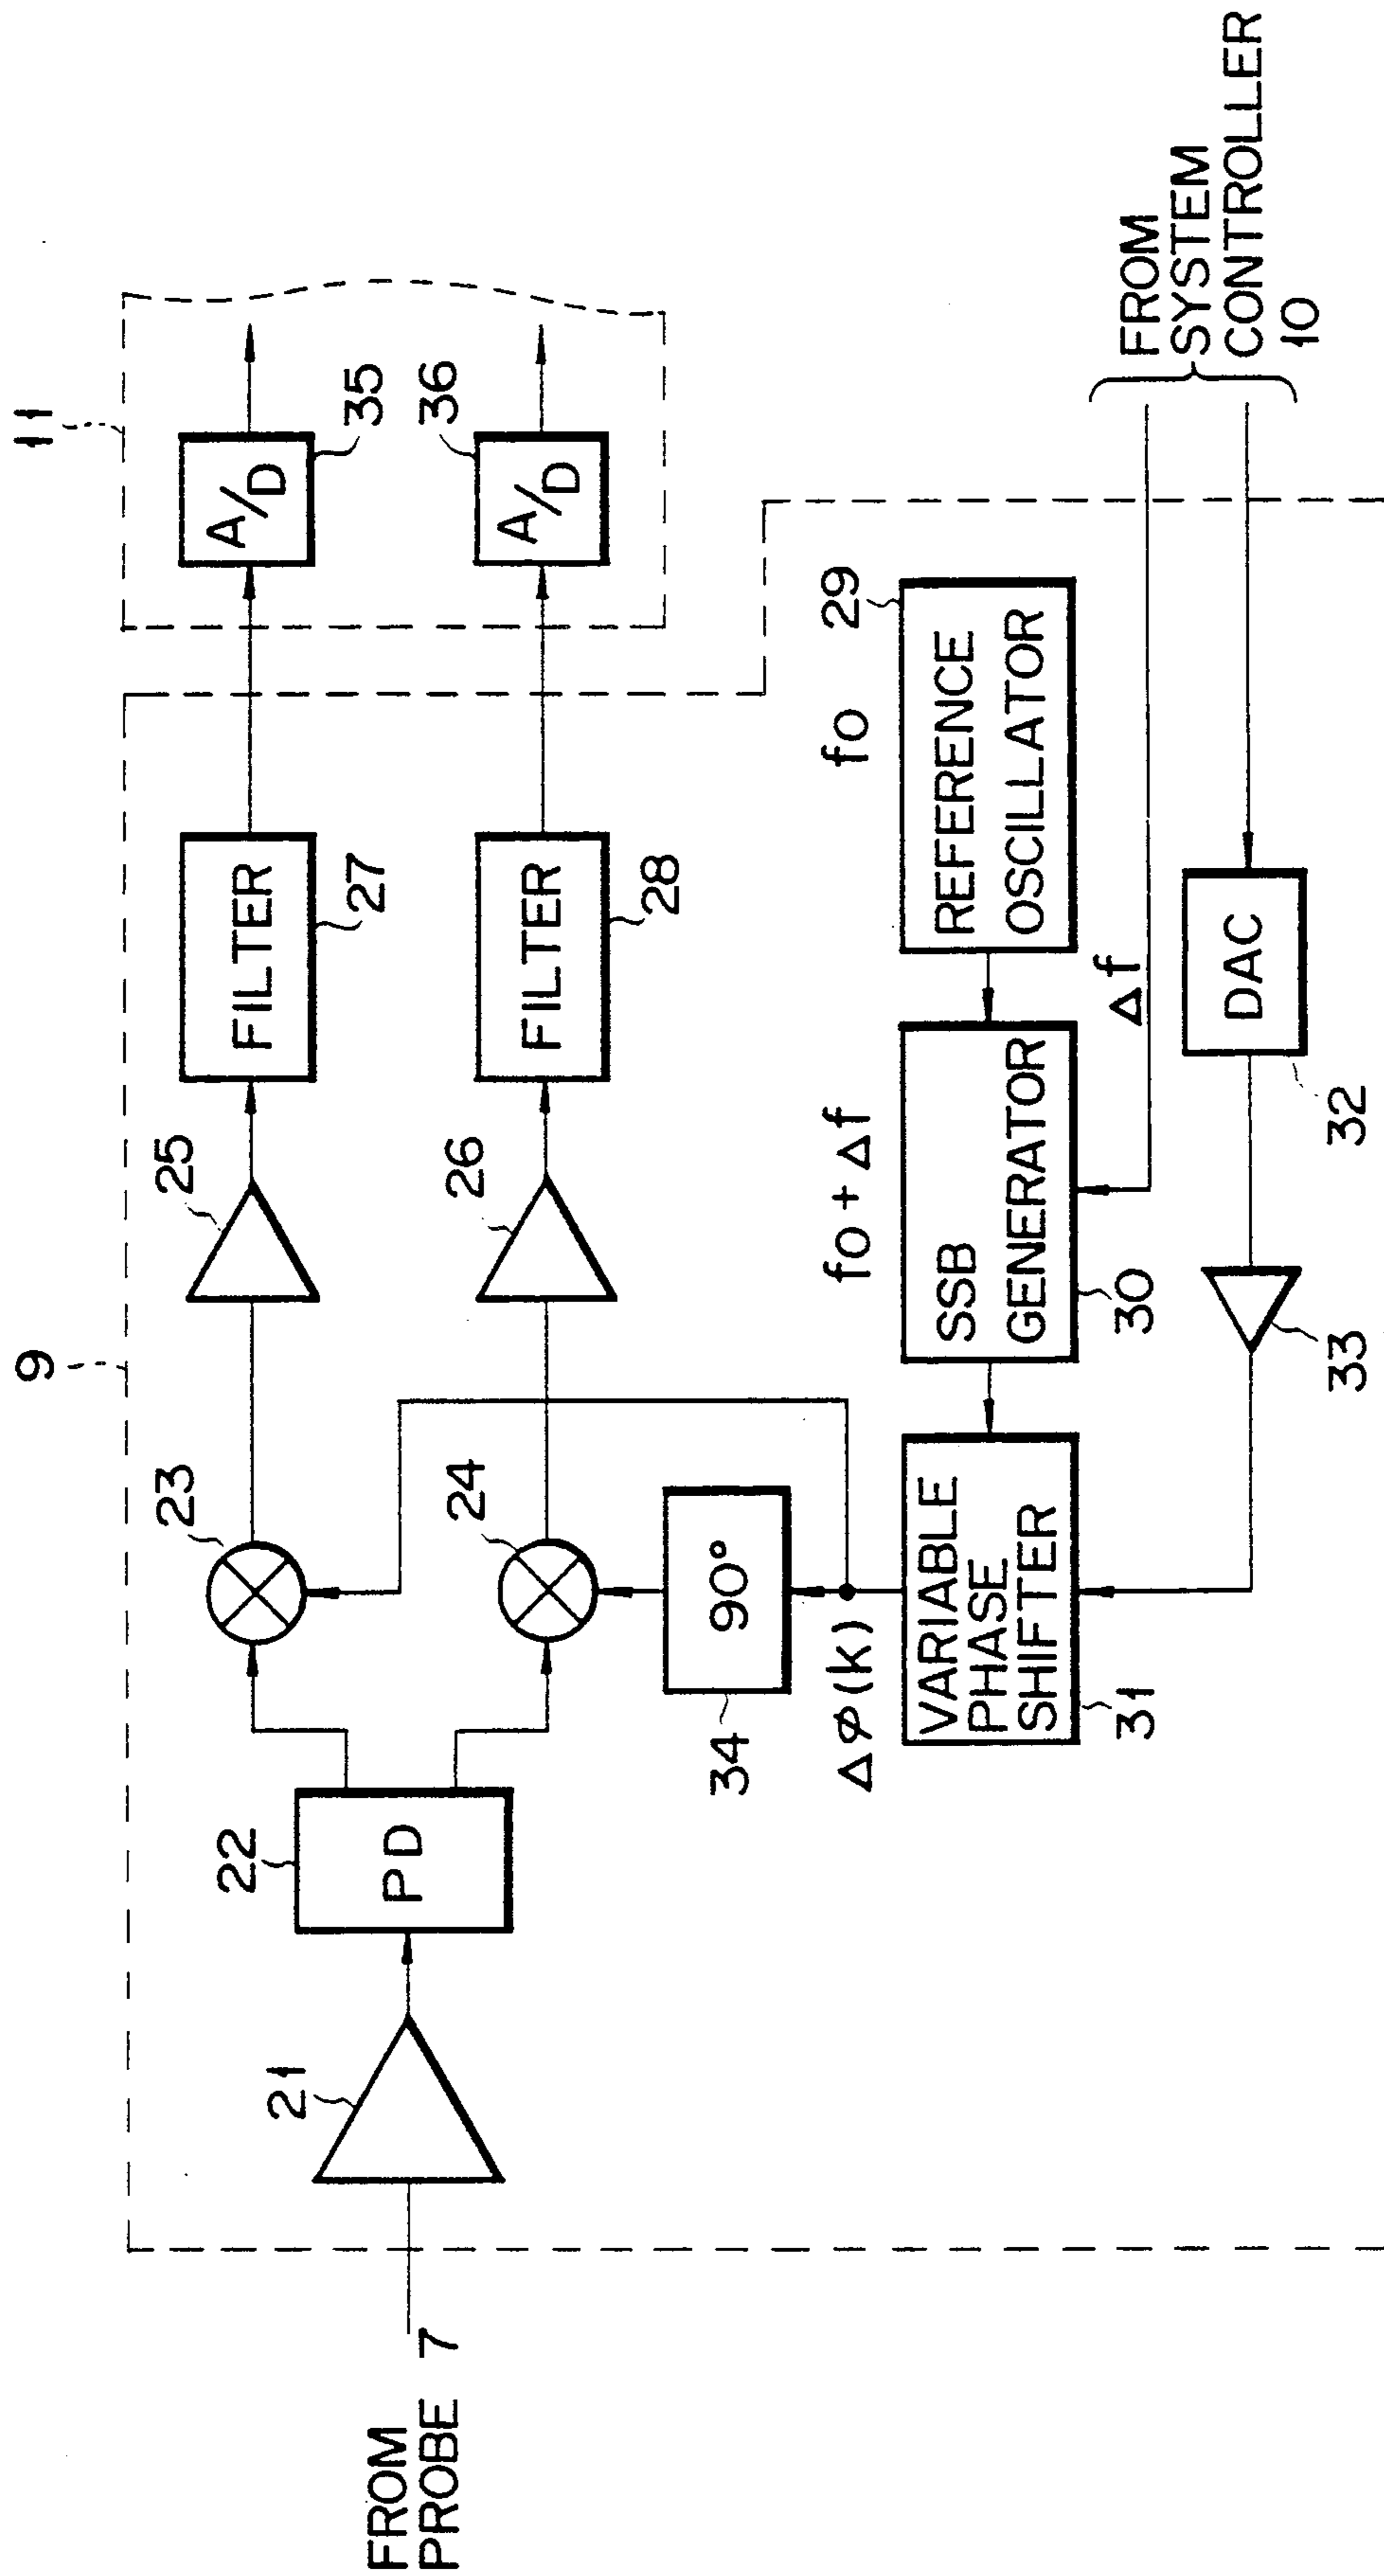 9
11
23
25
FILTER
27
A/D
35
21
22
PD
24
26
FILTER
28
A/D
36
FROM
PROBE 7
34
90°
Δφ(k)
fo + Δf
fo
29
VARIABLE
PHASE
SHIFTER
31
SSB
GENERATOR
30
REFERENCE
OSCILLATOR
Δf
33
DAC
32
FROM
SYSTEM
CONTROLLER
10